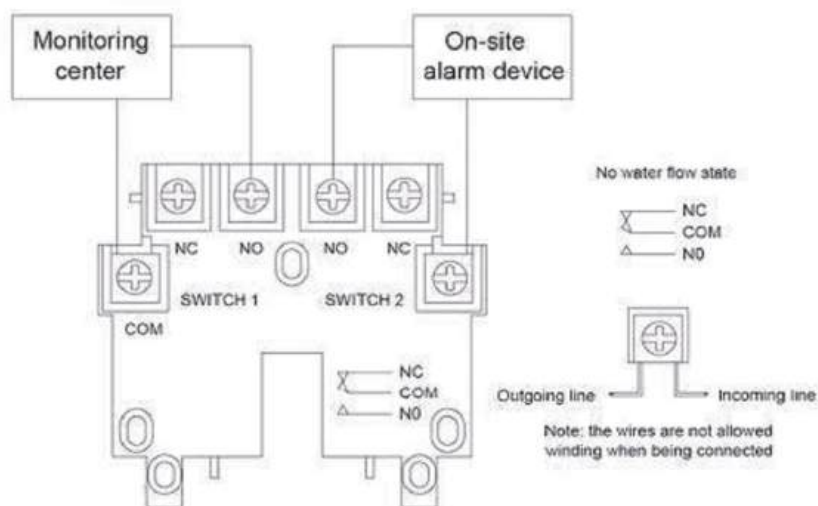 Monitoring
center
On-site
alarm device
No water flow state
NC
COM
N0
NC
NO
NO
NC
SWITCH 1
SWITCH 2
COM
NC
COM
N0
Outgoing line
Incoming line
Note: the wires are not allowed
winding when being connected